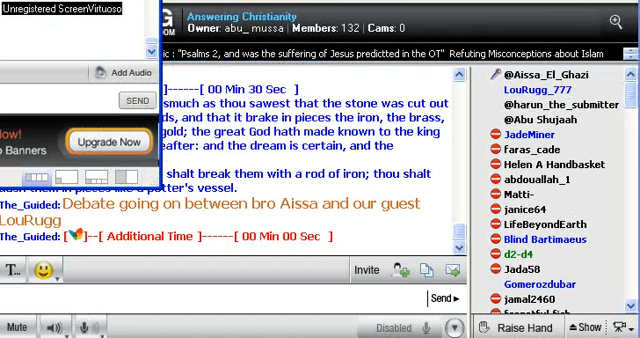 Unregistered ScreenVirtuoso
Add Audio
SEND
Now!
o Banners
Upgrade Now
G
OOM
Answering Christianity
Owner: abu_ mussa | Members: 132 | Cams: 0
: "Psalms 2, and was the suffering of Jesus predictted in the OT" Refuting Misconceptions about Islam
]------[ 00 Min 30 Sec ]
smuch as thou sawest that the stone was cut out
ds, and that it brake in pieces the iron, the brass,
gold; the great God hath made known to the king
eafter: and the dream is certain, and the
shalt break them with a rod of iron; thou shalt
dash them in pieces like a potter's vessel.
The_Guided: Debate going on between bro Aissa and our guest
LouRugg
The_Guided: [ ]--[ Additional Time ]------[ 00 Min 00 Sec ]
@Aissa_El_Ghazi
LouRugg_777
@harun_the_submitter
@Abu Shujaah
JadeMiner
faras_cade
Helen A Handbasket
abdouallah_1
Matti-
janice64
LifeBeyondEarth
Blind Bartimaeus
d2-d4
Jada58
Gomerozdubar
jamal2460
T...
Invite
Send
Mute
Disabled
Raise Hand
Show